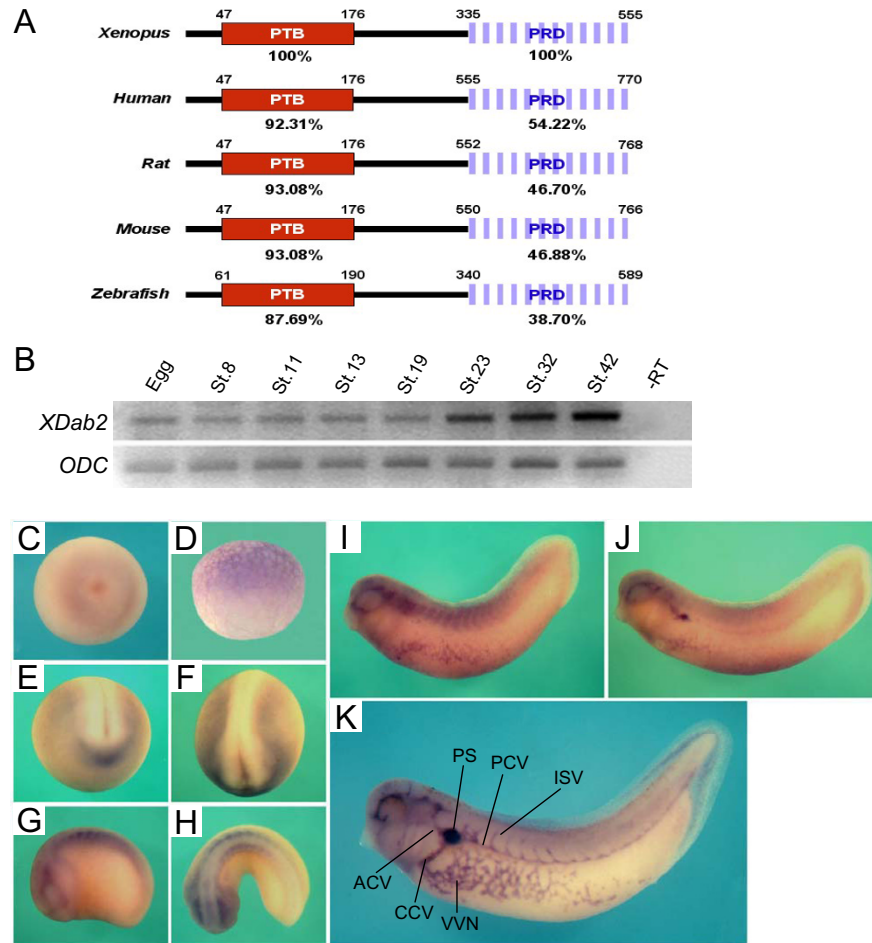 A
47 176 335 555
Xenopus PTB PRD
100% 100%
47 176 555 770
Human PTB PRD
92.31% 54.22%
47 176 552 768
Rat PTB PRD
93.08% 46.70%
47 176 550 766
Mouse PTB PRD
93.08% 46.88%
61 190 340 589
Zebrafish PTB PRD
87.69% 38.70%
B
Egg St.8 St.11 St.13 St.19 St.23 St.32 St.42 -RT
XDab2
ODC
C D I J
E F
K
PS PCV ISV
G H
ACV CCV VVN